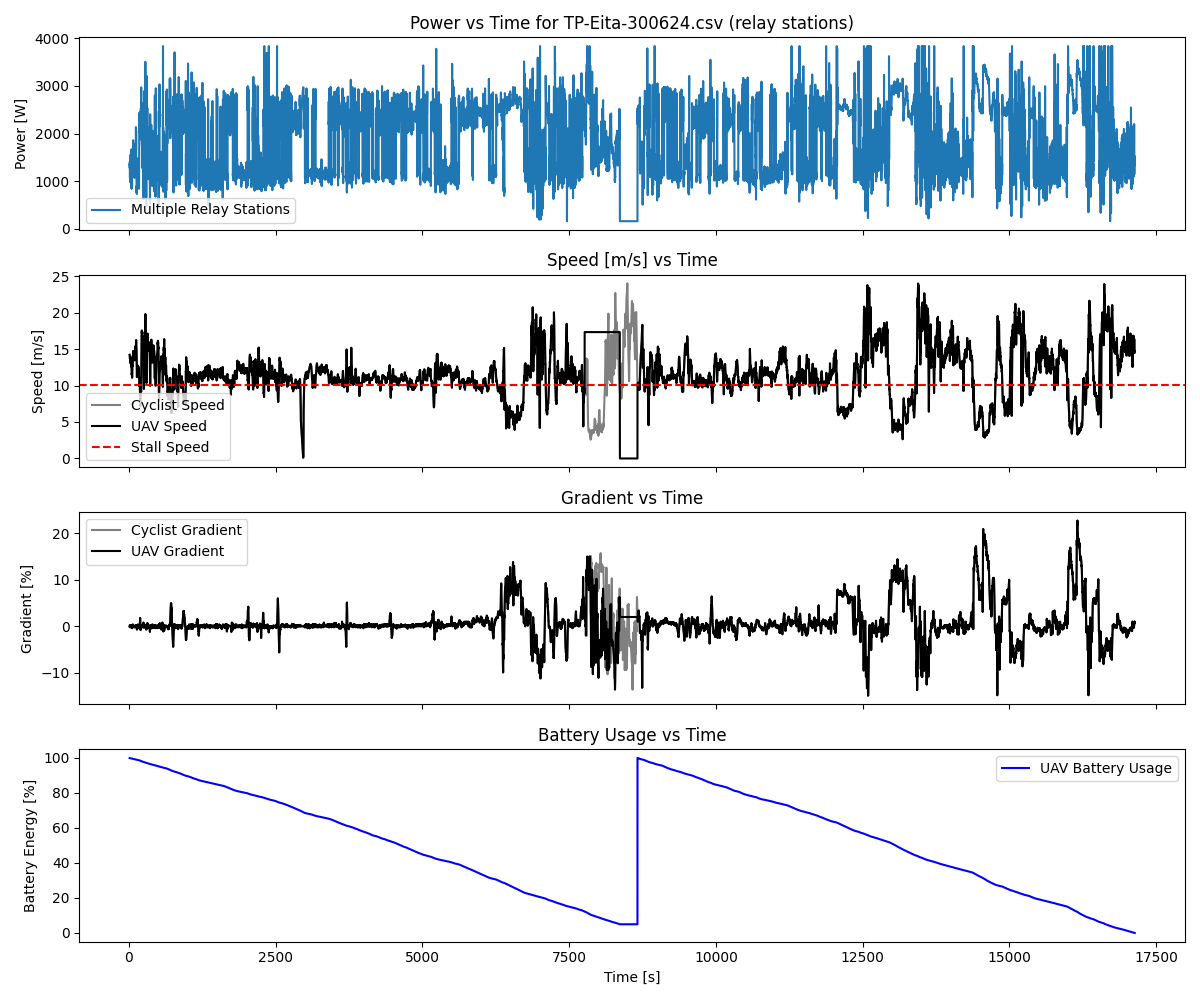 Power vs Time for TP-Eita-300624.csv (relay stations)
4000
3000
2000
1000
0
Power [W]
Multiple Relay Stations
Speed [m/s] vs Time
25
20
15
10
5
0
Speed [m/s]
Cyclist Speed
UAV Speed
Stall Speed
Gradient vs Time
20
10
0
−10
Gradient [%]
Cyclist Gradient
UAV Gradient
Battery Usage vs Time
100
80
60
40
20
0
Battery Energy [%]
UAV Battery Usage
0 2500 5000 7500 10000 12500 15000 17500
Time [s]